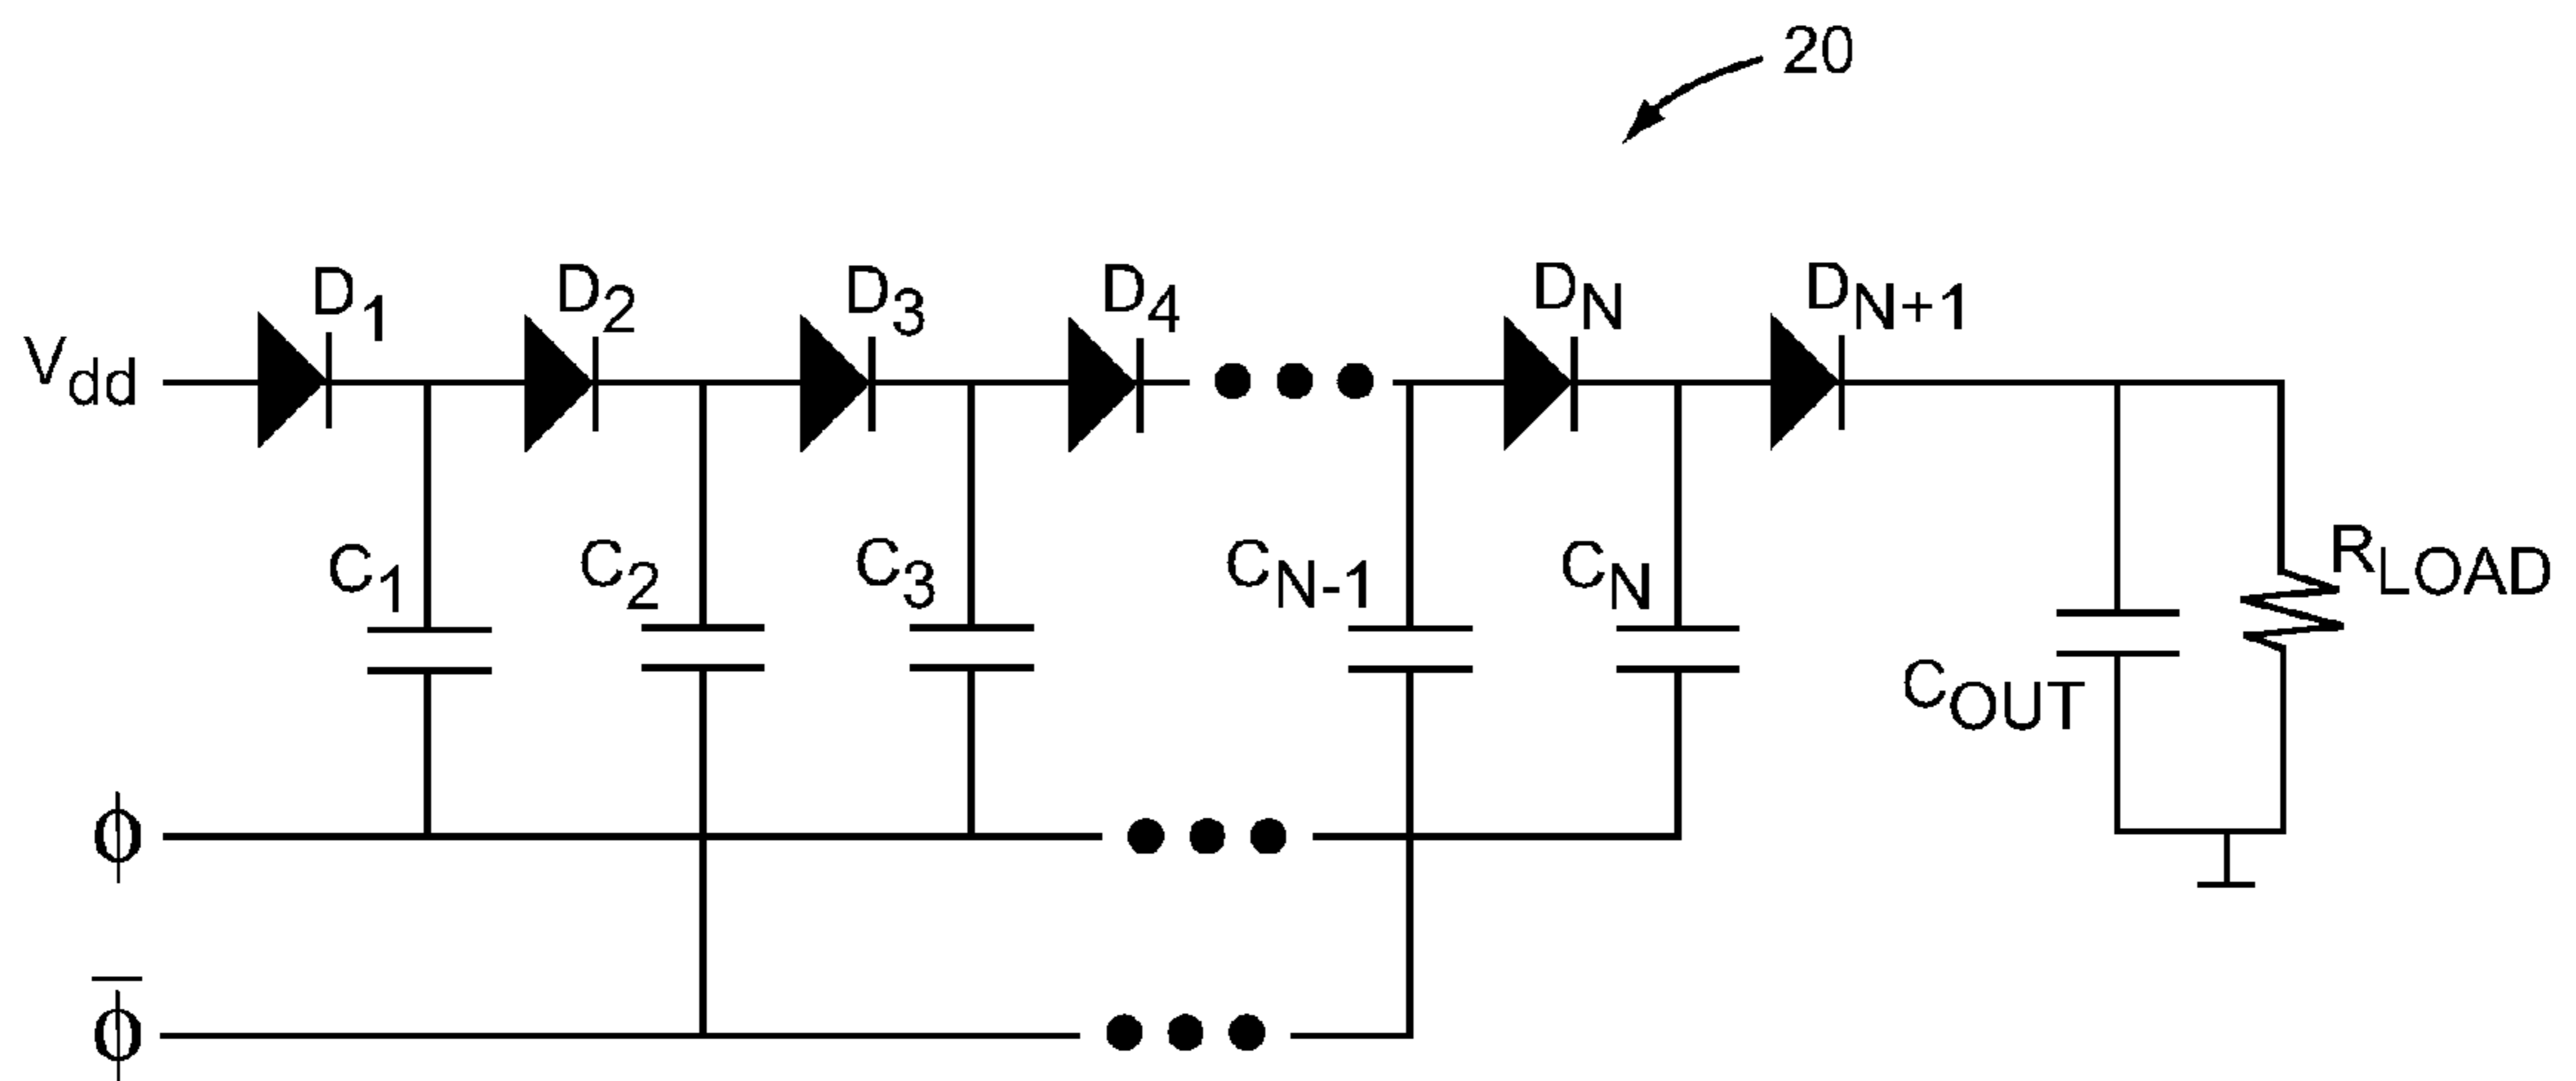 20
D1 D2 D3 D4 DN DN+1
Vdd
C1 C2 C3 CN-1 CN COUT RLOAD
ϕ
ϕ̅